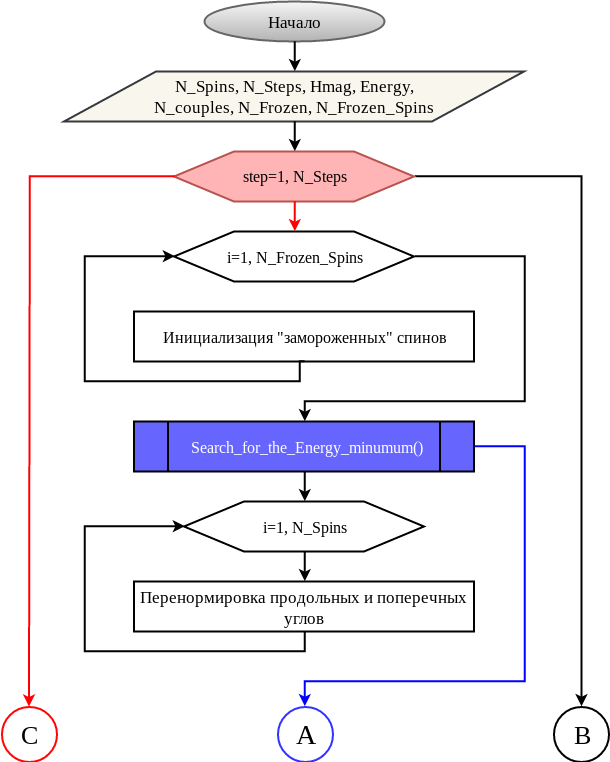 Начало
N_Spins, N_Steps, Hmag, Energy,
N_couples, N_Frozen, N_Frozen_Spins
step=1, N_Steps
i=1, N_Frozen_Spins
Инициализация "замороженных" спинов
Search_for_the_Energy_minumum()
i=1, N_Spins
Перенормировка продольных и поперечных
углов
C
A
B